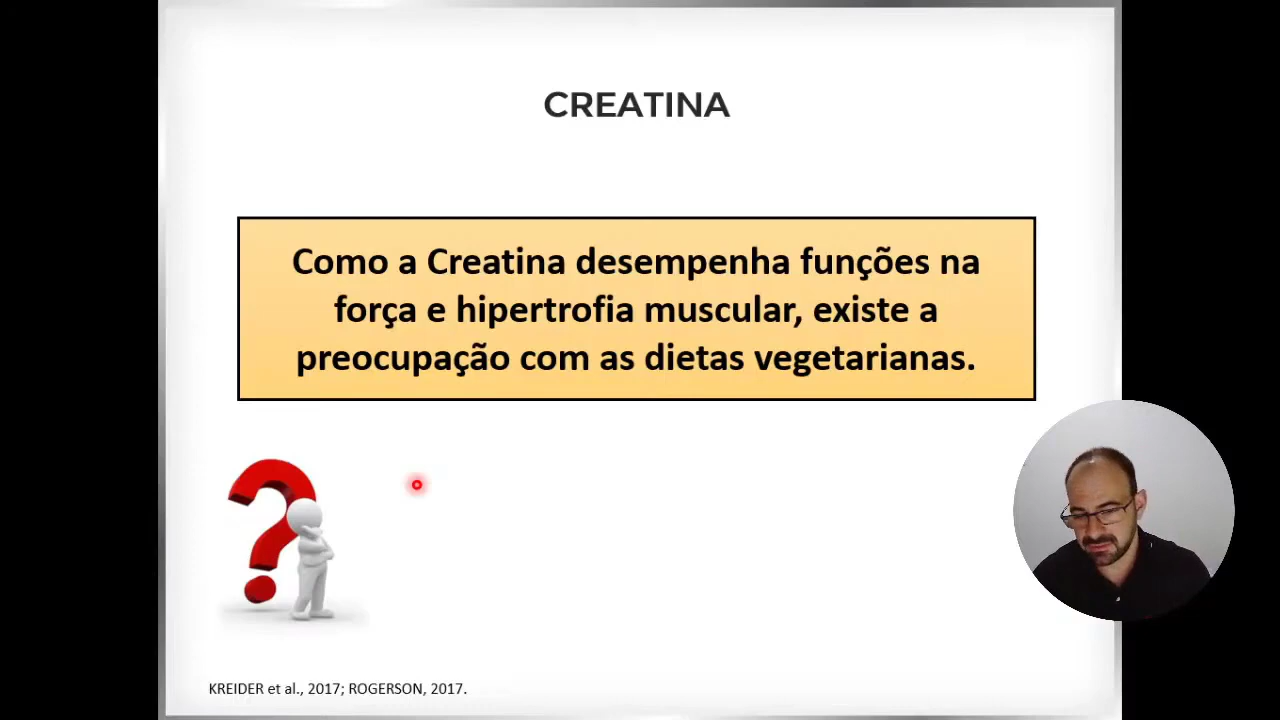 CREATINA
Como a Creatina desempenha funções na
força e hipertrofia muscular, existe a
preocupação com as dietas vegetarianas.
KREIDER et al., 2017; ROGERSON, 2017.